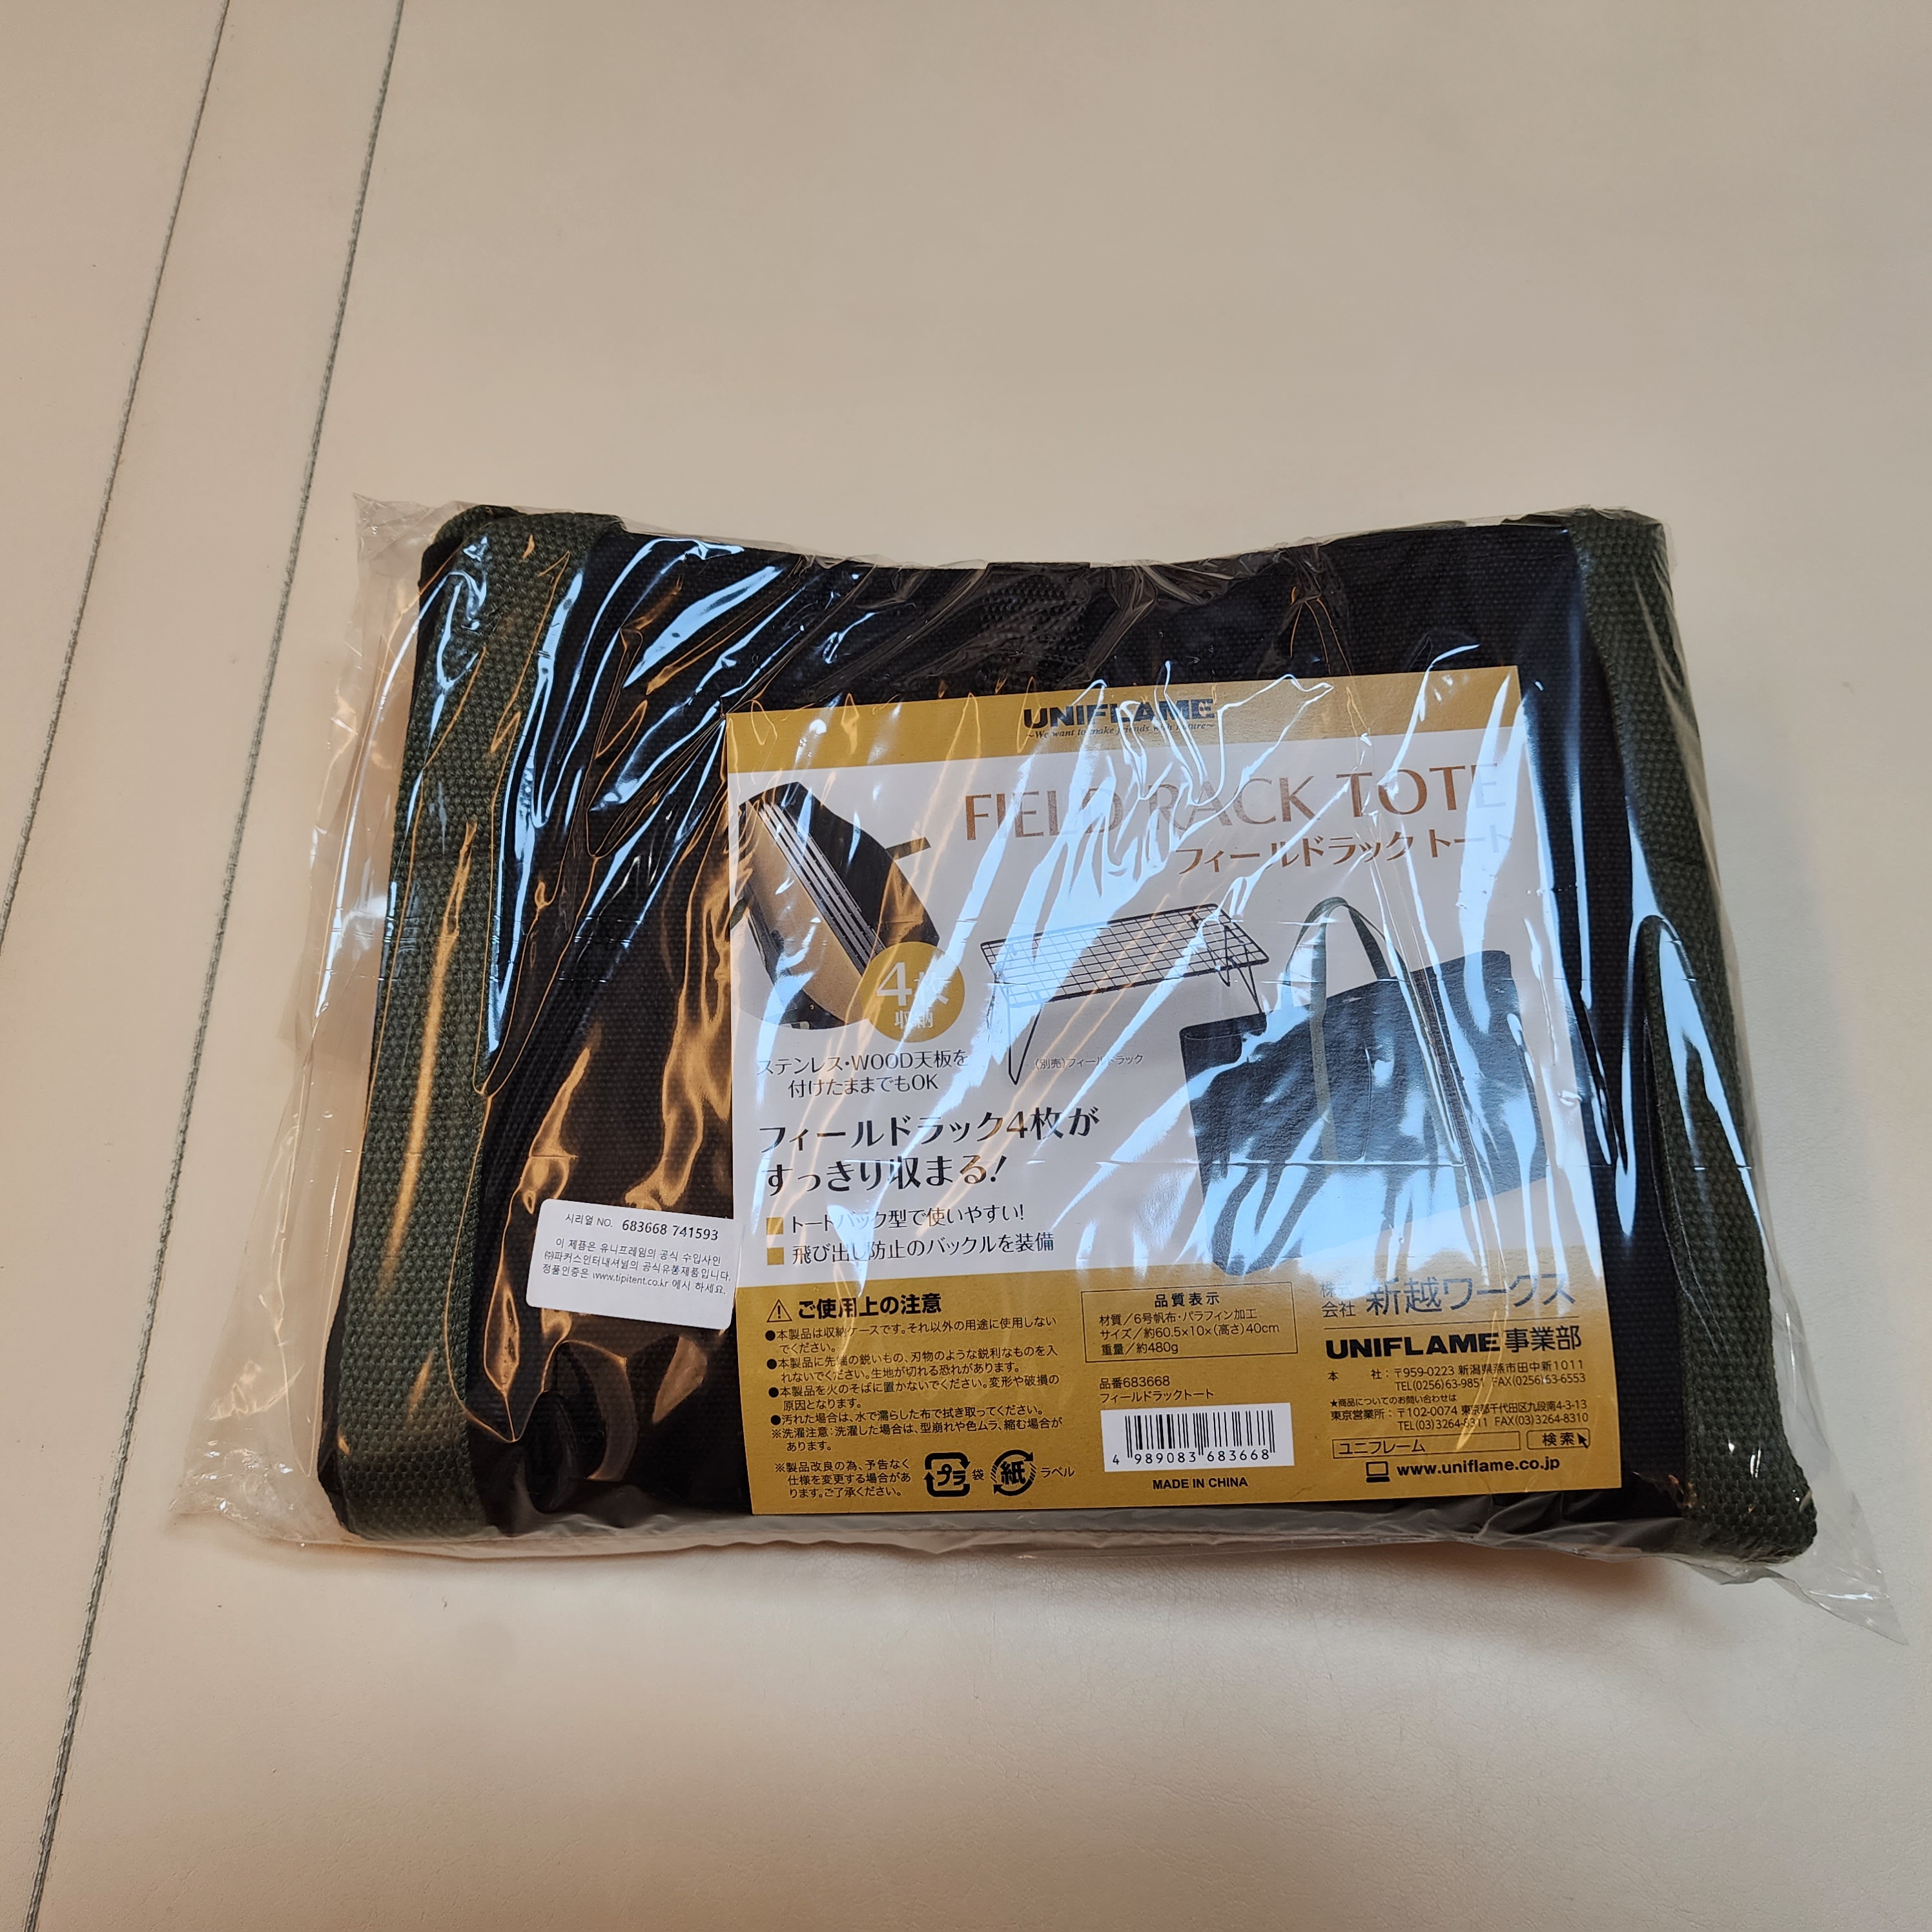 UNIFLAME
~We want to make friends with nature~
FIELD RACK TOTE
フィールドラック トート
4枚
収納
ステンレス・WOOD天板を
付けたままでもOK
(別売)フィールドラック
フィールドラック4枚が
すっきり収まる!
トートバック型で使いやすい!
飛び出し防止のバックルを装備
시리얼 NO. 683668 741593
이 제품은 유니프레임의 공식 수입사인
㈜파커스인터내셔널의 공식유통제품입니다.
정품인증은 www.tipitent.co.kr 에서 하세요.
ご使用上の注意
●本製品は収納ケースです。それ以外の用途に使用しない
でください。
●本製品に先端の鋭いもの、刃物のような鋭利なものを入
れないでください。生地が切れる恐れがあります。
●本製品を火のそばに置かないでください。変形や破損の
原因となります。
●汚れた場合は、水で濡らした布で拭き取ってください。
※洗濯注意:洗濯した場合は、型崩れや色ムラ、縮む場合が
あります。
※製品改良の為、予告なく
仕様を変更する場合があ
ります。ご了承ください。
プラ 袋 紙 ラベル
品質表示
材質/6号帆布・パラフィン加工
サイズ/約60.5×10×(高さ)40cm
重量/約480g
品番683668
フィールドラックトート
4 989083 683668
MADE IN CHINA
株式会社 新越ワークス
UNIFLAME事業部
本 社:〒959-0223 新潟県燕市田中新1011
TEL(0256)63-9851 FAX(0256)63-6553
★商品についてのお問い合わせは
東京営業所:〒102-0074 東京都千代田区九段南4-3-13
TEL(03)3264-8311 FAX(03)3264-8310
ユニフレーム 検索
www.uniflame.co.jp